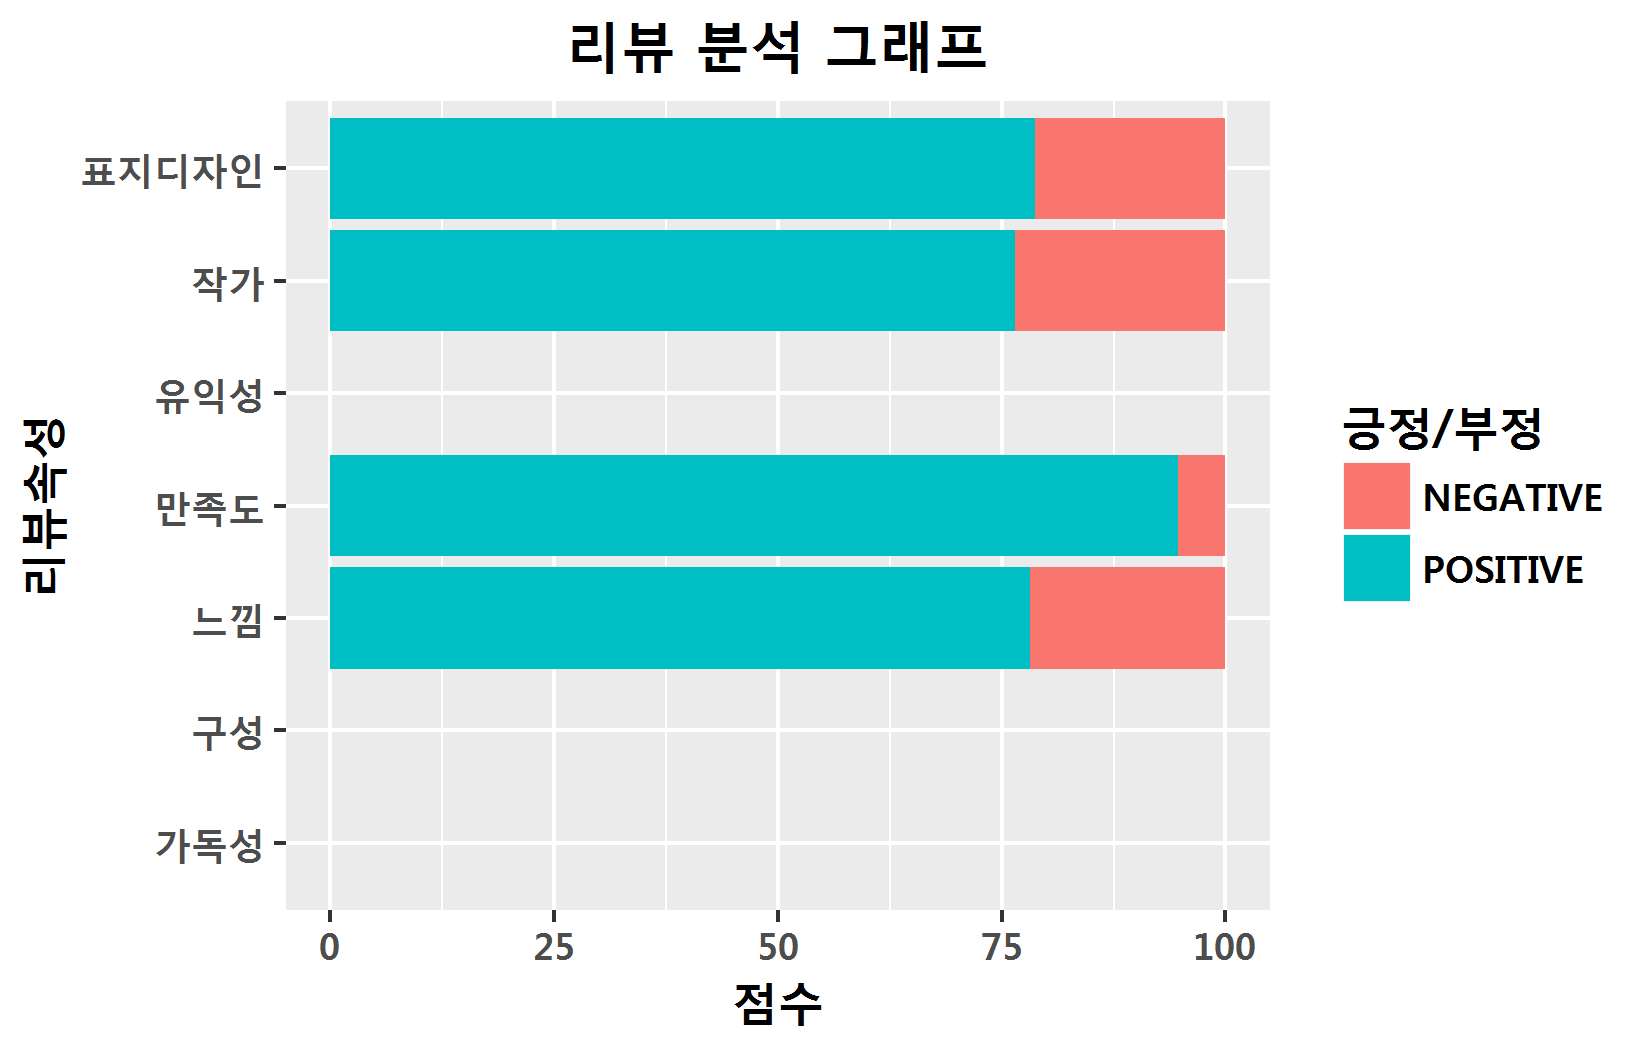 리뷰 분석 그래프
표지디자인
작가
유익성
만족도
느낌
구성
가독성
리뷰속성
0 25 50 75 100
점수
긍정/부정
NEGATIVE
POSITIVE